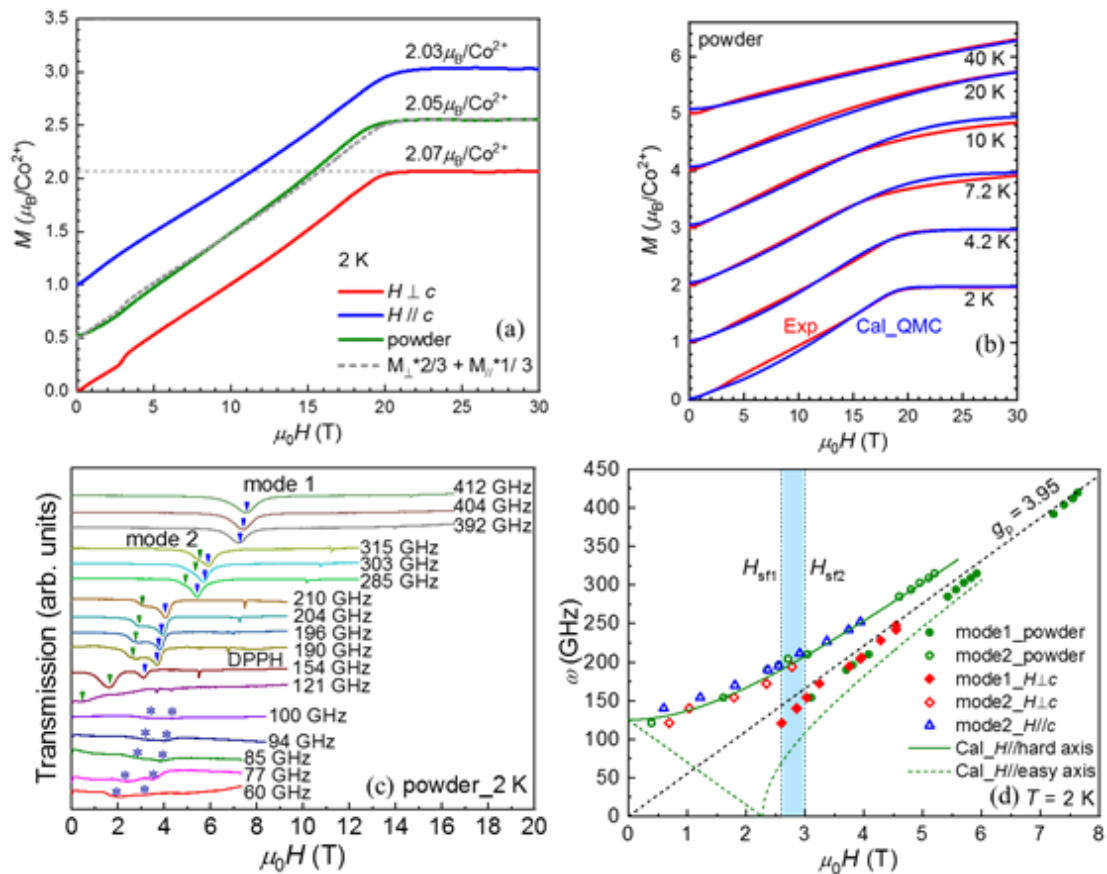 3.5
3.0
2.5
2.0
1.5
1.0
0.5
0.0
M (μB/Co2+)
2.03μB/Co2+
2.05μB/Co2+
2.07μB/Co2+
2 K
H ⊥ c
H // c
powder
M⊥*2/3 + M//*1/ 3
(a)
0 5 10 15 20 25 30
μ0H (T)
6
5
4
3
2
1
0
M (μB/Co2+)
powder
40 K
20 K
10 K
7.2 K
4.2 K
2 K
Exp
Cal_QMC
(b)
0 5 10 15 20 25 30
μ0H (T)
Transmission (arb. units)
mode 1
412 GHz
404 GHz
392 GHz
mode 2
315 GHz
303 GHz
285 GHz
210 GHz
204 GHz
196 GHz
190 GHz
DPPH
154 GHz
121 GHz
100 GHz
94 GHz
85 GHz
77 GHz
60 GHz
(c) powder_2 K
0 2 4 6 8 10 12 14 16 18 20
μ0H (T)
450
400
350
300
250
200
150
100
50
0
ω (GHz)
gp = 3.95
Hsf1
Hsf2
mode1_powder
mode2_powder
mode1_H⊥c
mode2_H⊥c
mode2_H//c
Cal_H//hard axis
Cal_H//easy axis
(d) T = 2 K
0 1 2 3 4 5 6 7 8
μ0H (T)